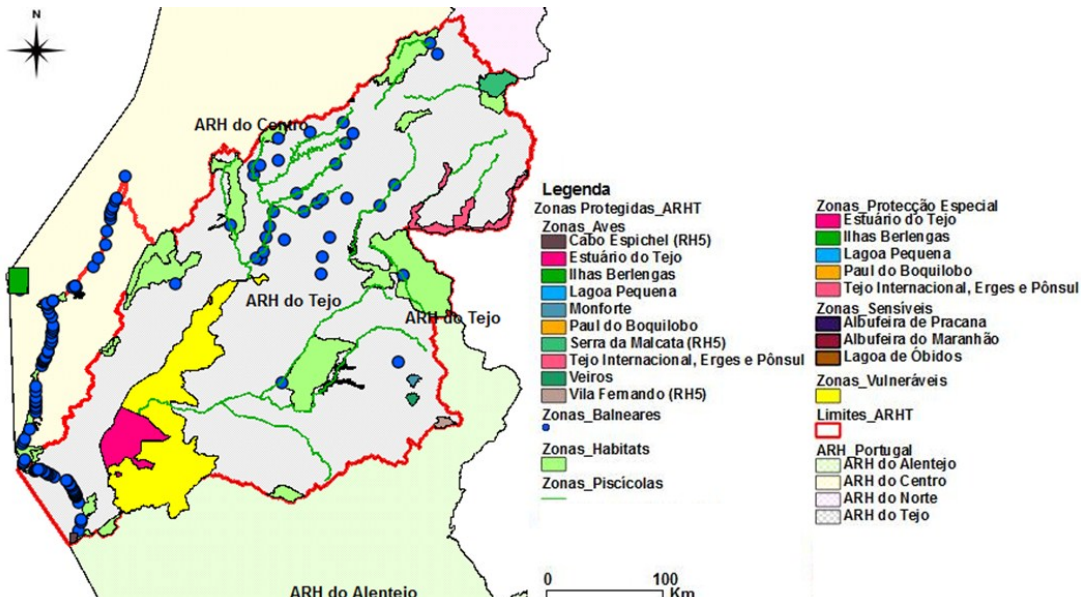 N
ARH do Centro
ARH do Tejo
ARH do Tejo
ARH do Alentejo
Legenda
Zonas Protegidas_ARHT
Zonas_Aves
Cabo Espichel (RH5)
Estuário do Tejo
Ilhas Berlengas
Lagoa Pequena
Monforte
Paul do Boquilobo
Serra da Malcata (RH5)
Tejo Internacional, Erges e Pônsul
Veiros
Vila Fernando (RH5)
Zonas_Balneares
Zonas_Habitats
Zonas_Piscícolas
Zonas_Protecção Especial
Estuário do Tejo
Ilhas Berlengas
Lagoa Pequena
Paul do Boquilobo
Tejo Internacional, Erges e Pônsul
Zonas_Sensíveis
Albufeira de Pracana
Albufeira do Maranhão
Lagoa de Óbidos
Zonas_Vulneráveis
Limites_ARHT
ARH_Portugal
ARH do Alentejo
ARH do Centro
ARH do Norte
ARH do Tejo
0 100
Km